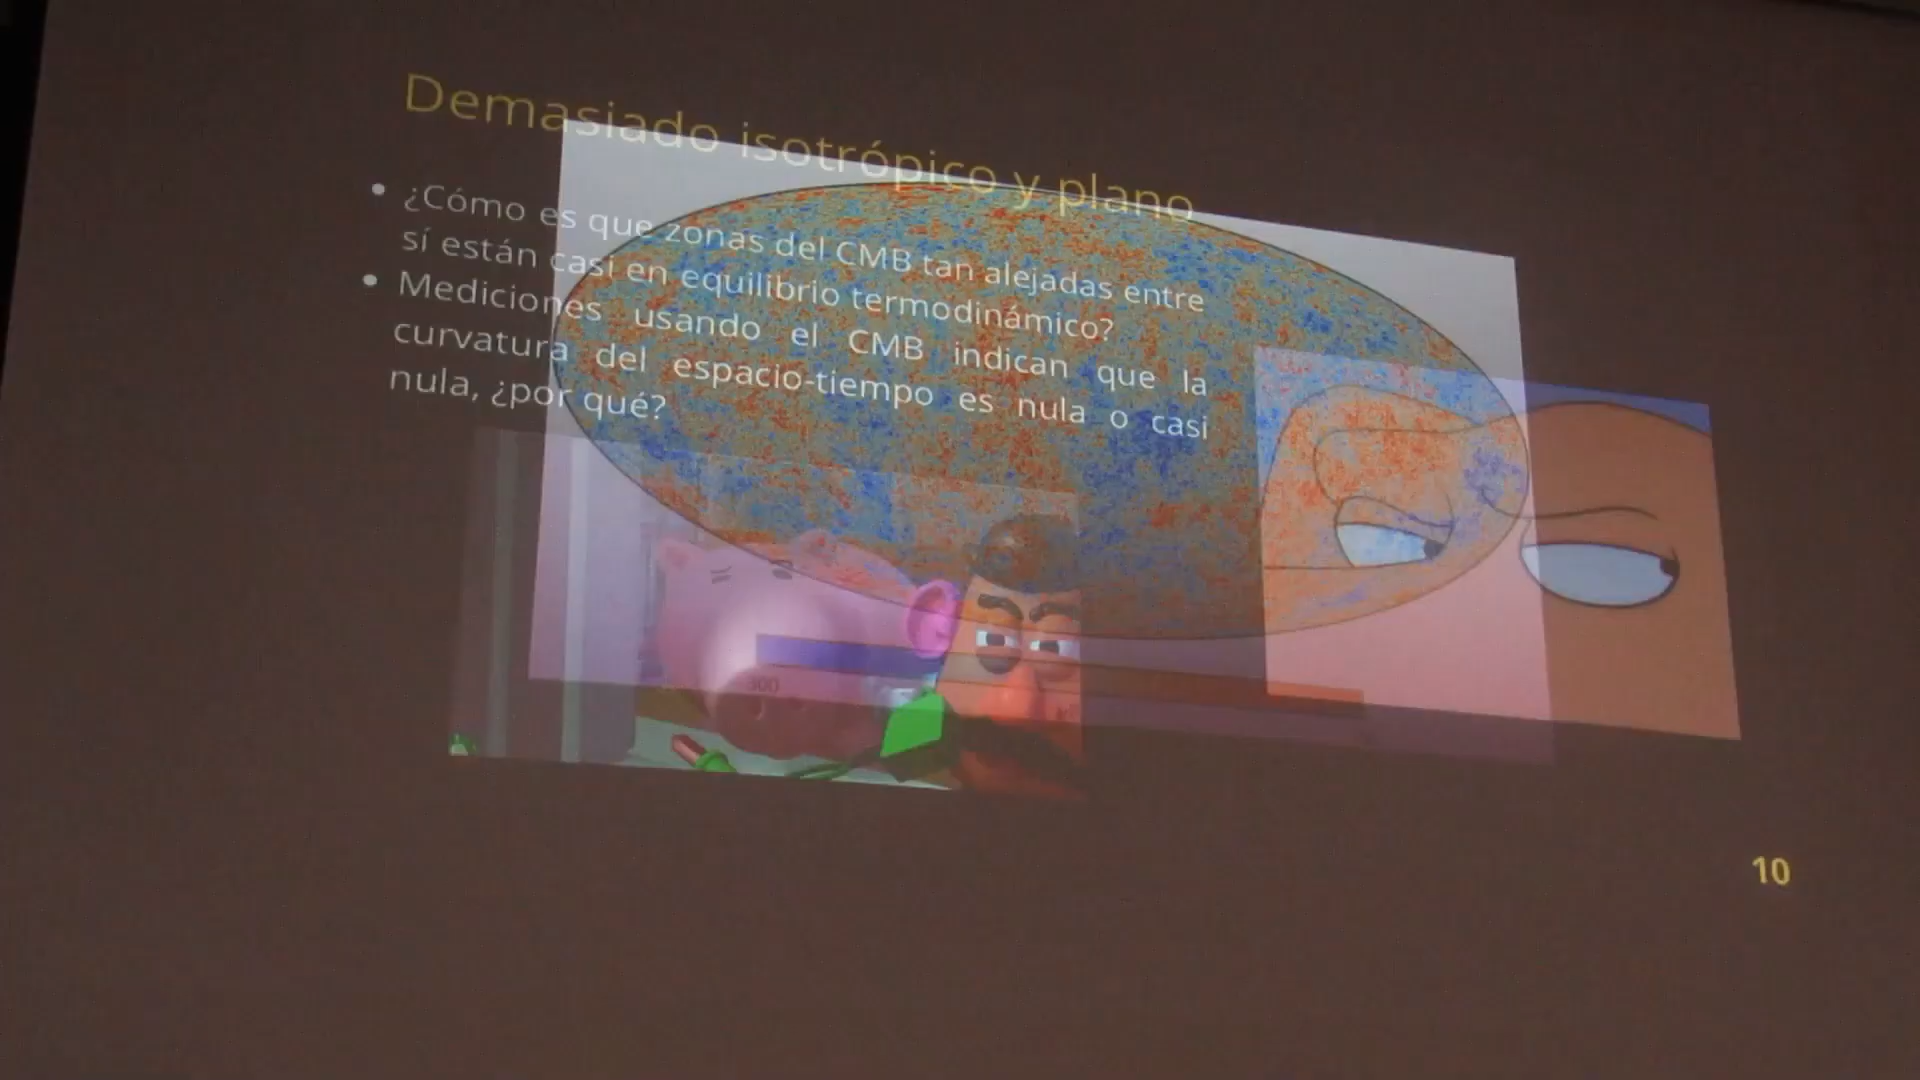 Demasiado isotrópico y plano
• ¿Cómo es que zonas del CMB tan alejadas entre
sí están casi en equilibrio termodinámico?
• Mediciones usando el CMB indican que la
curvatura del espacio-tiempo es nula o casi
nula, ¿por qué?
10